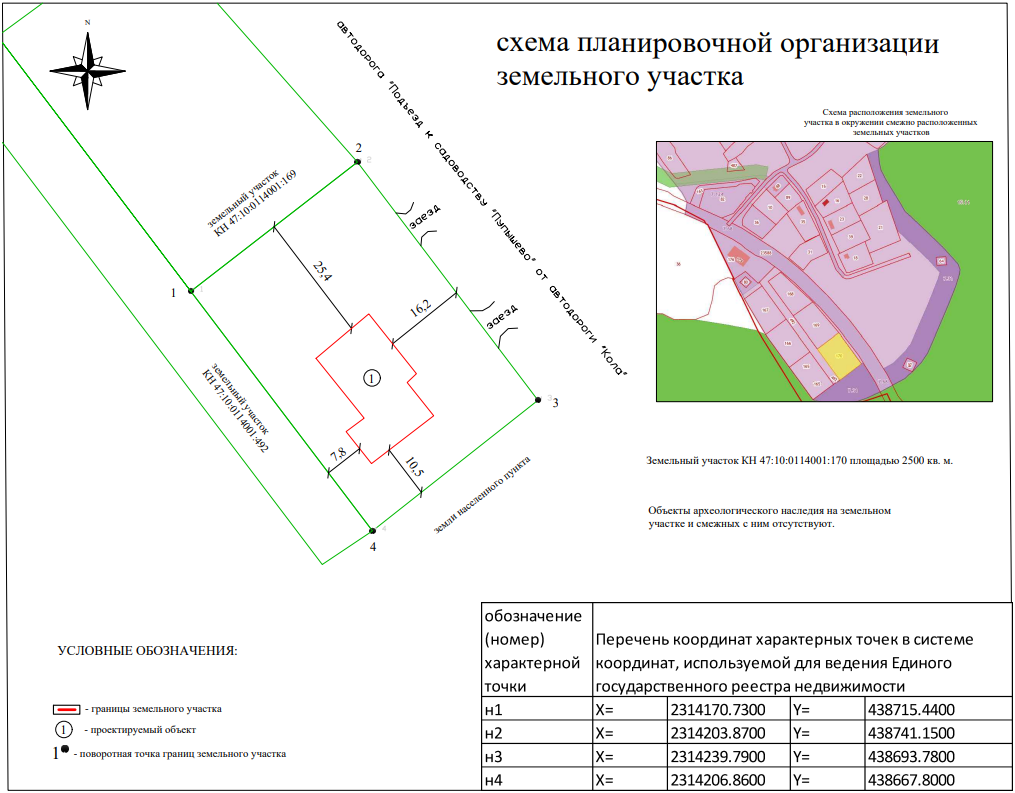 N
схема планировочной организации
земельного участка
автодорога "Подъезд к садоводству "Пупышево" от автодороги "Кола"
Схема расположения земельного
участка в окружении смежно расположенных
земельных участков
2
земельный участок
КН 47:10:0114001:169
заезд
25,4
16,2
1
заезд
1
земельный участок
КН 47:10:0114001:492
3
7,8
10,5
земли населенного пункта
4
Земельный участок КН 47:10:0114001:170 площадью 2500 кв. м.
Объекты археологического наследия на земельном
участке и смежных с ним отсутствуют.
УСЛОВНЫЕ ОБОЗНАЧЕНИЯ:
- границы земельного участка
1 - проектируемый объект
1 - поворотная точка границ земельного участка
обозначение
(номер)
характерной
точки
Перечень координат характерных точек в системе
координат, используемой для ведения Единого
государственного реестра недвижимости
н1 X= 2314170.7300 Y= 438715.4400
н2 X= 2314203.8700 Y= 438741.1500
н3 X= 2314239.7900 Y= 438693.7800
н4 X= 2314206.8600 Y= 438667.8000